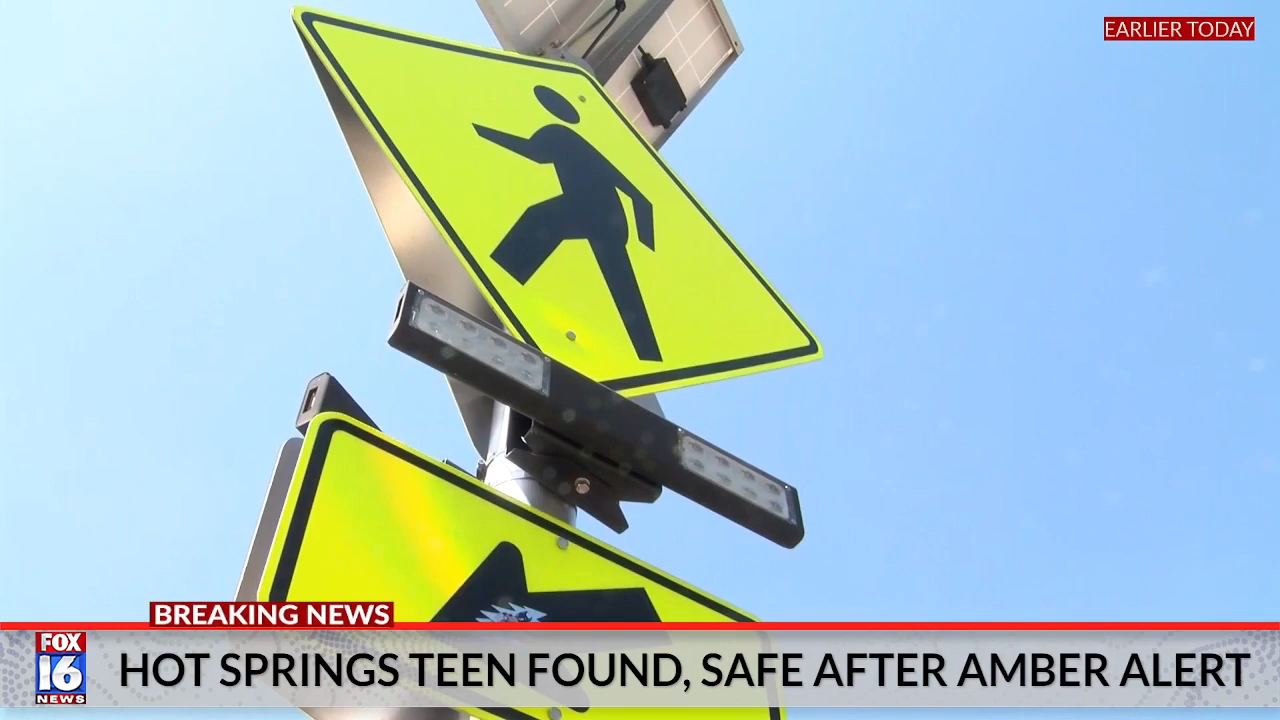 EARLIER TODAY
BREAKING NEWS
FOX
16
NEWS
HOT SPRINGS TEEN FOUND, SAFE AFTER AMBER ALERT